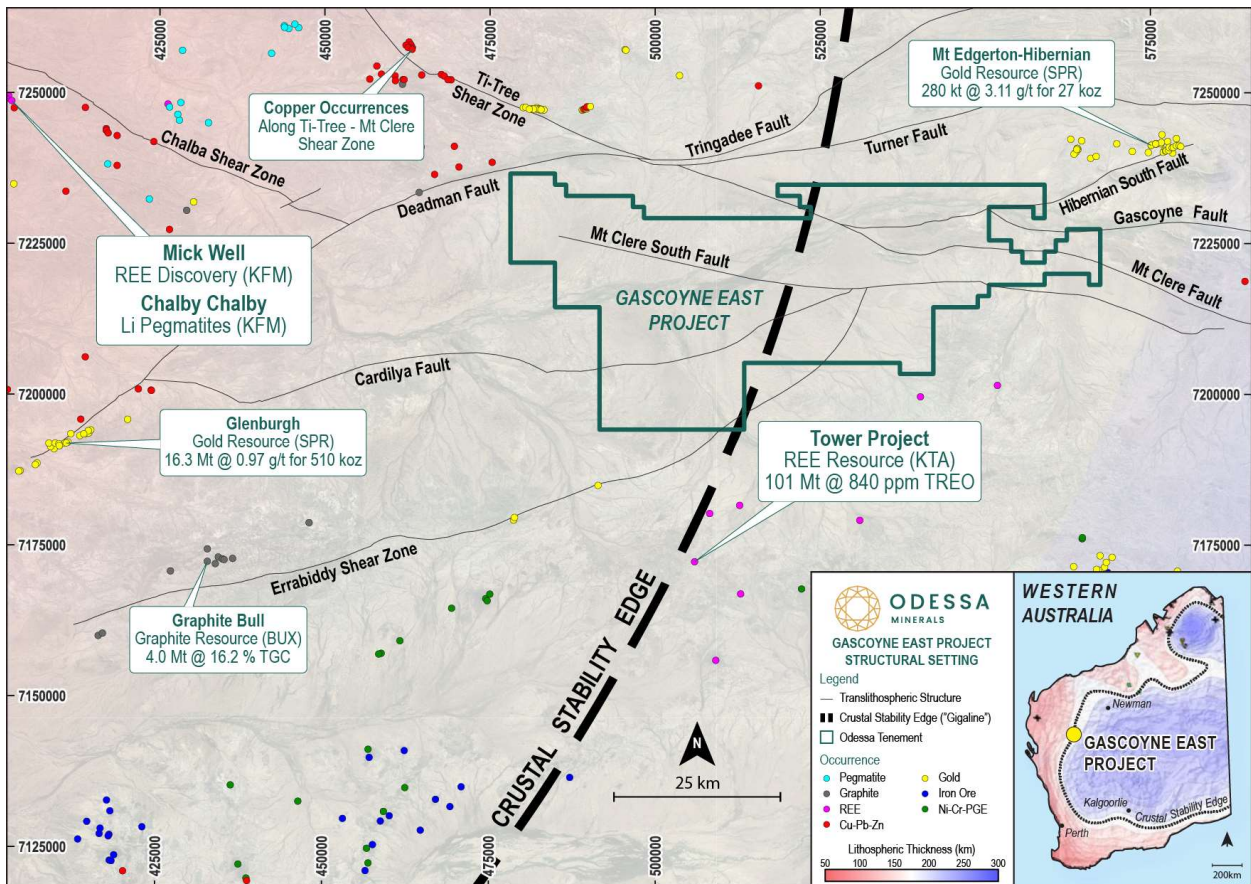 425000
450000
475000
500000
525000
575000
7250000
7250000
7225000
7225000
7200000
7200000
7175000
7175000
7150000
7125000
425000
450000
475000
500000
Copper Occurrences
Along Ti-Tree - Mt Clere
Shear Zone
Ti-Tree
Shear Zone
Mt Edgerton-Hibernian
Gold Resource (SPR)
280 kt @ 3.11 g/t for 27 koz
Chalba Shear Zone
Deadman Fault
Tringadee Fault
Turner Fault
Hibernian South Fault
Gascoyne Fault
Mt Clere Fault
Mt Clere South Fault
Mick Well
REE Discovery (KFM)
Chalby Chalby
Li Pegmatites (KFM)
GASCOYNE EAST
PROJECT
Cardilya Fault
Glenburgh
Gold Resource (SPR)
16.3 Mt @ 0.97 g/t for 510 koz
Tower Project
REE Resource (KTA)
101 Mt @ 840 ppm TREO
Errabiddy Shear Zone
Graphite Bull
Graphite Resource (BUX)
4.0 Mt @ 16.2 % TGC
CRUSTAL STABILITY EDGE
N
25 km
ODESSA
MINERALS
GASCOYNE EAST PROJECT
STRUCTURAL SETTING
Legend
Translithospheric Structure
Crustal Stability Edge ("Gigaline")
Odessa Tenement
Occurrence
Pegmatite
Graphite
REE
Cu-Pb-Zn
Gold
Iron Ore
Ni-Cr-PGE
Lithospheric Thickness (km)
50 100 150 200 250 300
WESTERN
AUSTRALIA
Newman
GASCOYNE EAST
PROJECT
Kalgoorlie
Crustal Stability Edge
Perth
200km